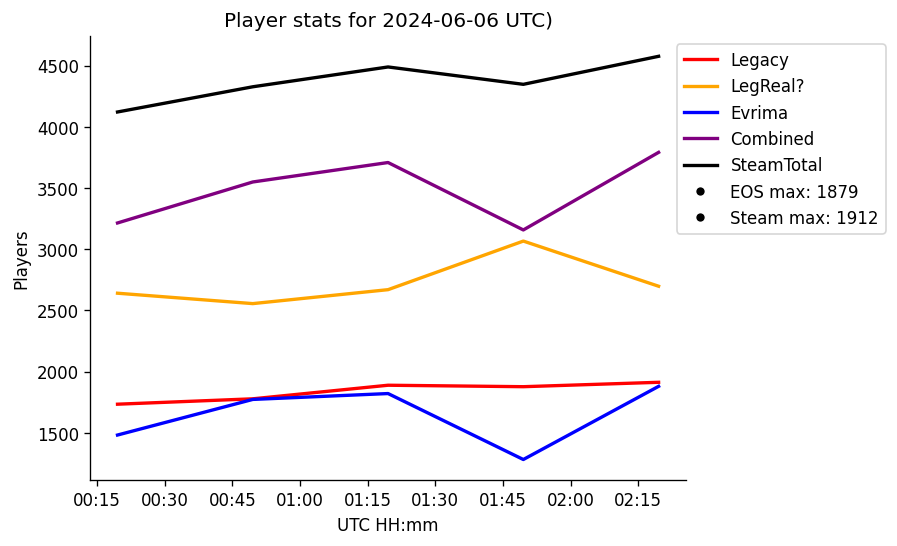 Player stats for 2024-06-06 UTC)
4500
4000
3500
3000
2500
2000
1500
Players
00:15 00:30 00:45 01:00 01:15 01:30 01:45 02:00 02:15
UTC HH:mm
Legacy
LegReal?
Evrima
Combined
SteamTotal
EOS max: 1879
Steam max: 1912